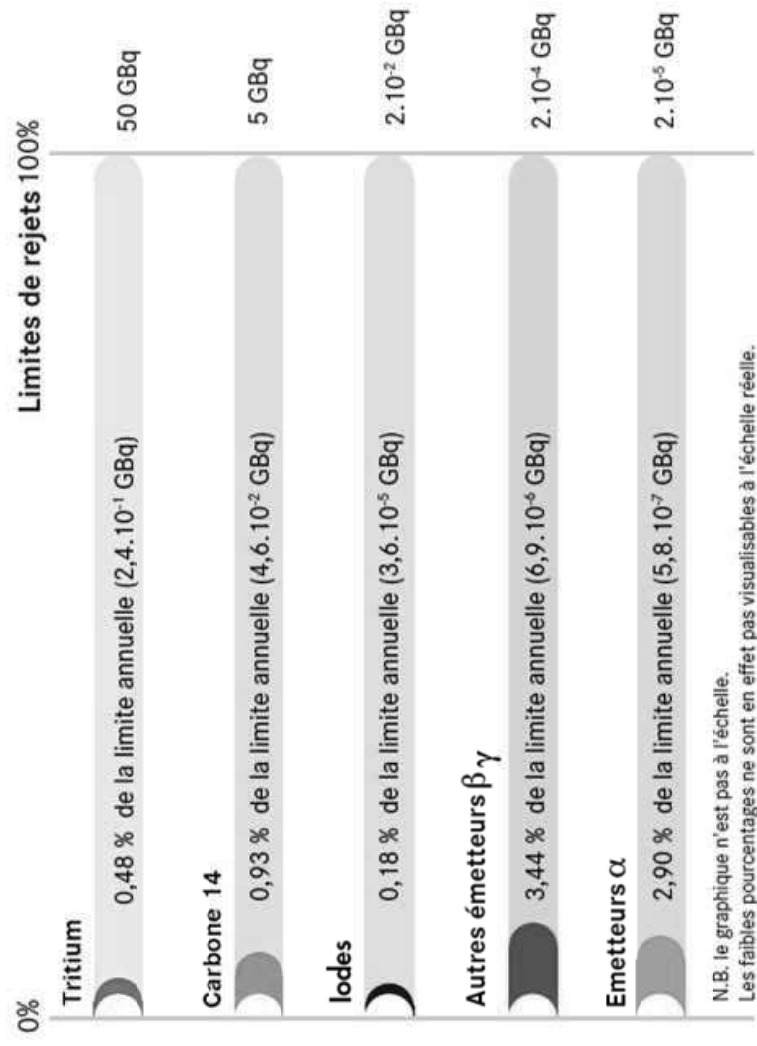 Limites de rejets
0% 100%
Tritium
0,48 % de la limite annuelle (2,4.10⁻¹ GBq) 50 GBq
Carbone 14
0,93 % de la limite annuelle (4,6.10⁻² GBq) 5 GBq
Iodes
0,18 % de la limite annuelle (3,6.10⁻⁵ GBq) 2.10⁻² GBq
Autres émetteurs β γ
3,44 % de la limite annuelle (6,9.10⁻⁶ GBq) 2.10⁻⁴ GBq
Emetteurs α
2,90 % de la limite annuelle (5,8.10⁻⁷ GBq) 2.10⁻⁵ GBq
N.B. le graphique n'est pas à l'échelle.
Les faibles pourcentages ne sont en effet pas visualisables à l'échelle réelle.